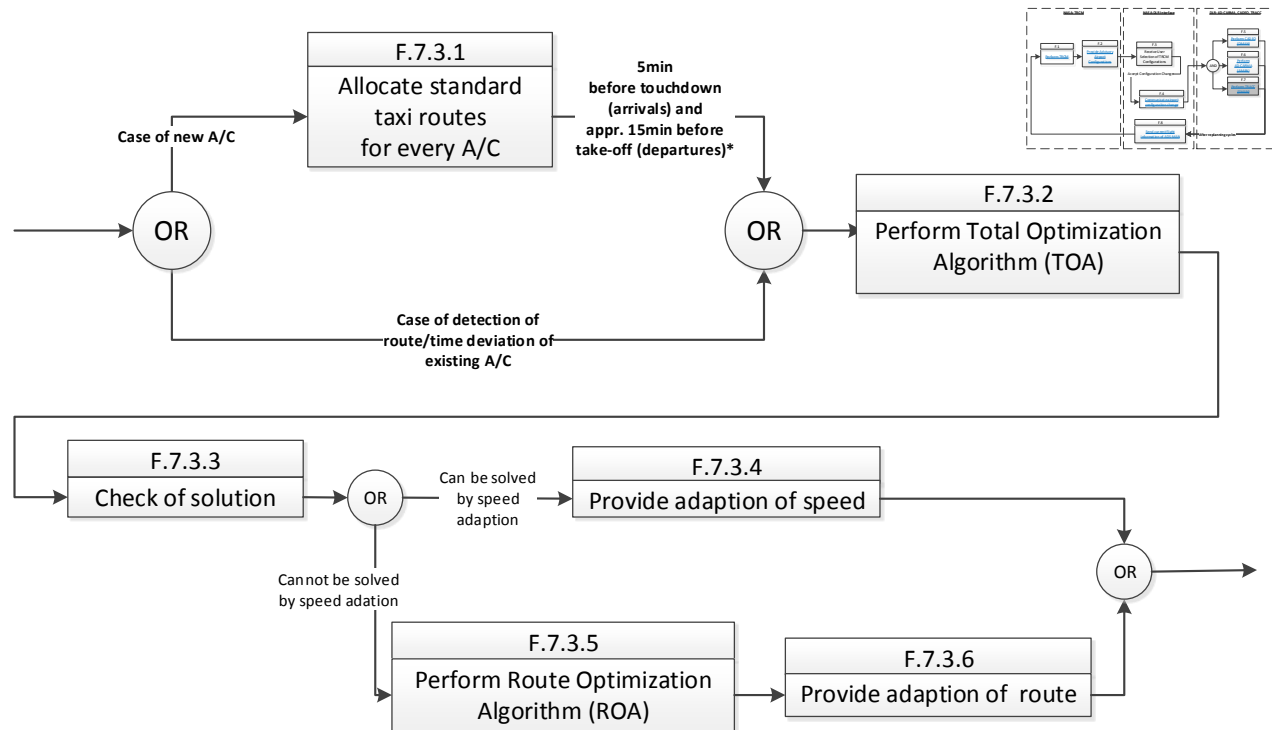 F.7.3.1
Allocate standard
taxi routes
for every A/C
5min
before touchdown
(arrivals) and
appr. 15min before
take-off (departures)*
Case of new A/C
OR
OR
F.7.3.2
Perform Total Optimization
Algorithm (TOA)
Case of detection of
route/time deviation of
existing A/C
F.7.3.3
Check of solution
OR
Can be solved
by speed
adaption
F.7.3.4
Provide adaption of speed
OR
Cannot be solved
by speed adation
F.7.3.5
Perform Route Optimization
Algorithm (ROA)
F.7.3.6
Provide adaption of  route